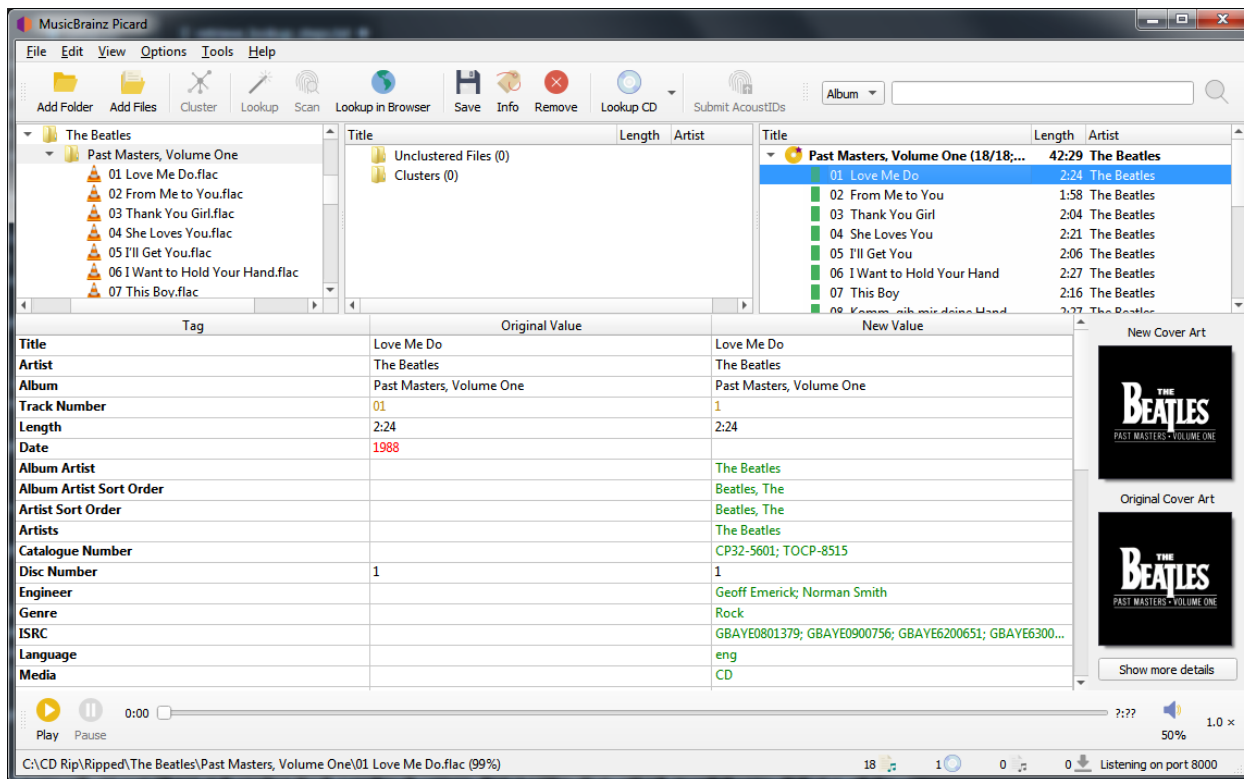 MusicBrainz Picard
File Edit View Options Tools Help
Add Folder Add Files Cluster Lookup Scan Lookup in Browser Save Info Remove Lookup CD Submit AcoustIDs Album
The Beatles
Past Masters, Volume One
01 Love Me Do.flac
02 From Me to You.flac
03 Thank You Girl.flac
04 She Loves You.flac
05 I'll Get You.flac
06 I Want to Hold Your Hand.flac
07 This Boy.flac
Title Length Artist
Unclustered Files (0)
Clusters (0)
Title Length Artist
Past Masters, Volume One (18/18;... 42:29 The Beatles
01 Love Me Do 2:24 The Beatles
02 From Me to You 1:58 The Beatles
03 Thank You Girl 2:04 The Beatles
04 She Loves You 2:21 The Beatles
05 I'll Get You 2:06 The Beatles
06 I Want to Hold Your Hand 2:27 The Beatles
07 This Boy 2:16 The Beatles
08 Komm, gib mir deine Hand 2:27 The Beatles
Tag Original Value New Value
Title Love Me Do Love Me Do
Artist The Beatles The Beatles
Album Past Masters, Volume One Past Masters, Volume One
Track Number 01 1
Length 2:24 2:24
Date 1988
Album Artist The Beatles
Album Artist Sort Order Beatles, The
Artist Sort Order Beatles, The
Artists The Beatles
Catalogue Number CP32-5601; TOCP-8515
Disc Number 1 1
Engineer Geoff Emerick; Norman Smith
Genre Rock
ISRC GBAYE0801379; GBAYE0900756; GBAYE6200651; GBAYE6300...
Language eng
Media CD
New Cover Art
THE
BEATLES
PAST MASTERS • VOLUME ONE
Original Cover Art
THE
BEATLES
PAST MASTERS • VOLUME ONE
Show more details
Play Pause 0:00 ?:?? 50% 1.0 ×
C:\CD Rip\Ripped\The Beatles\Past Masters, Volume One\01 Love Me Do.flac (99%) 18 1 0 0 Listening on port 8000